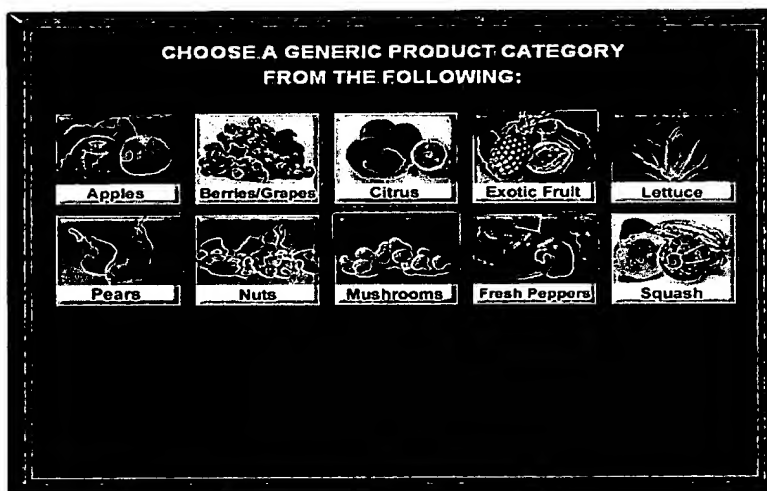 CHOOSE A GENERIC PRODUCT CATEGORY
FROM THE FOLLOWING:
Apples
Berries/Grapes
Citrus
Exotic Fruit
Lettuce
Pears
Nuts
Mushrooms
Fresh Peppers
Squash